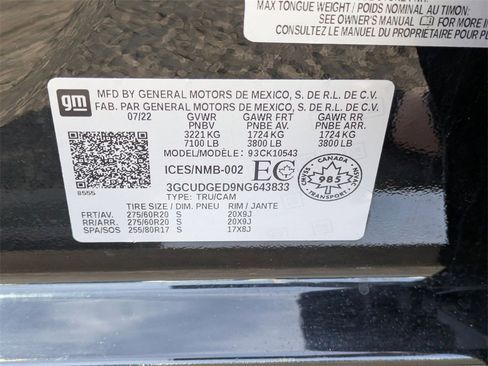 MAX TONGUE WEIGHT / POIDS NOMINAL AU TIMON:
SEE OWNER'S MANUAL FOR MORE IN
LE MANUEL DU PROPRIETAIRE POUR PL
gm
MFD BY GENERAL MOTORS DE MEXICO, S. DE R.L. DE C.V.
FAB. PAR GENERAL MOTORS DE MEXICO, S. DE R.L. DE C.V.
07/22 GVWR GAWR FRT GAWR RR
PNBV PNBE AV PNBE ARR
3221 KG 1724 KG 1724 KG
7100 LB 3800 LB 3800 LB
MODEL/MODÈLE: 93CK10543
ICES/NMB-002 EC
CANADA
985
3GCUDGED9NG643833
TYPE: TRU/CAM
8555
TIRE SIZE / DIM. PNEU RIM / JANTE
FRT/AV. 275/60R20 S 20X9J
RR/ARR. 275/60R20 S 20X9J
SPA/SOS 255/80R17 S 17X8J